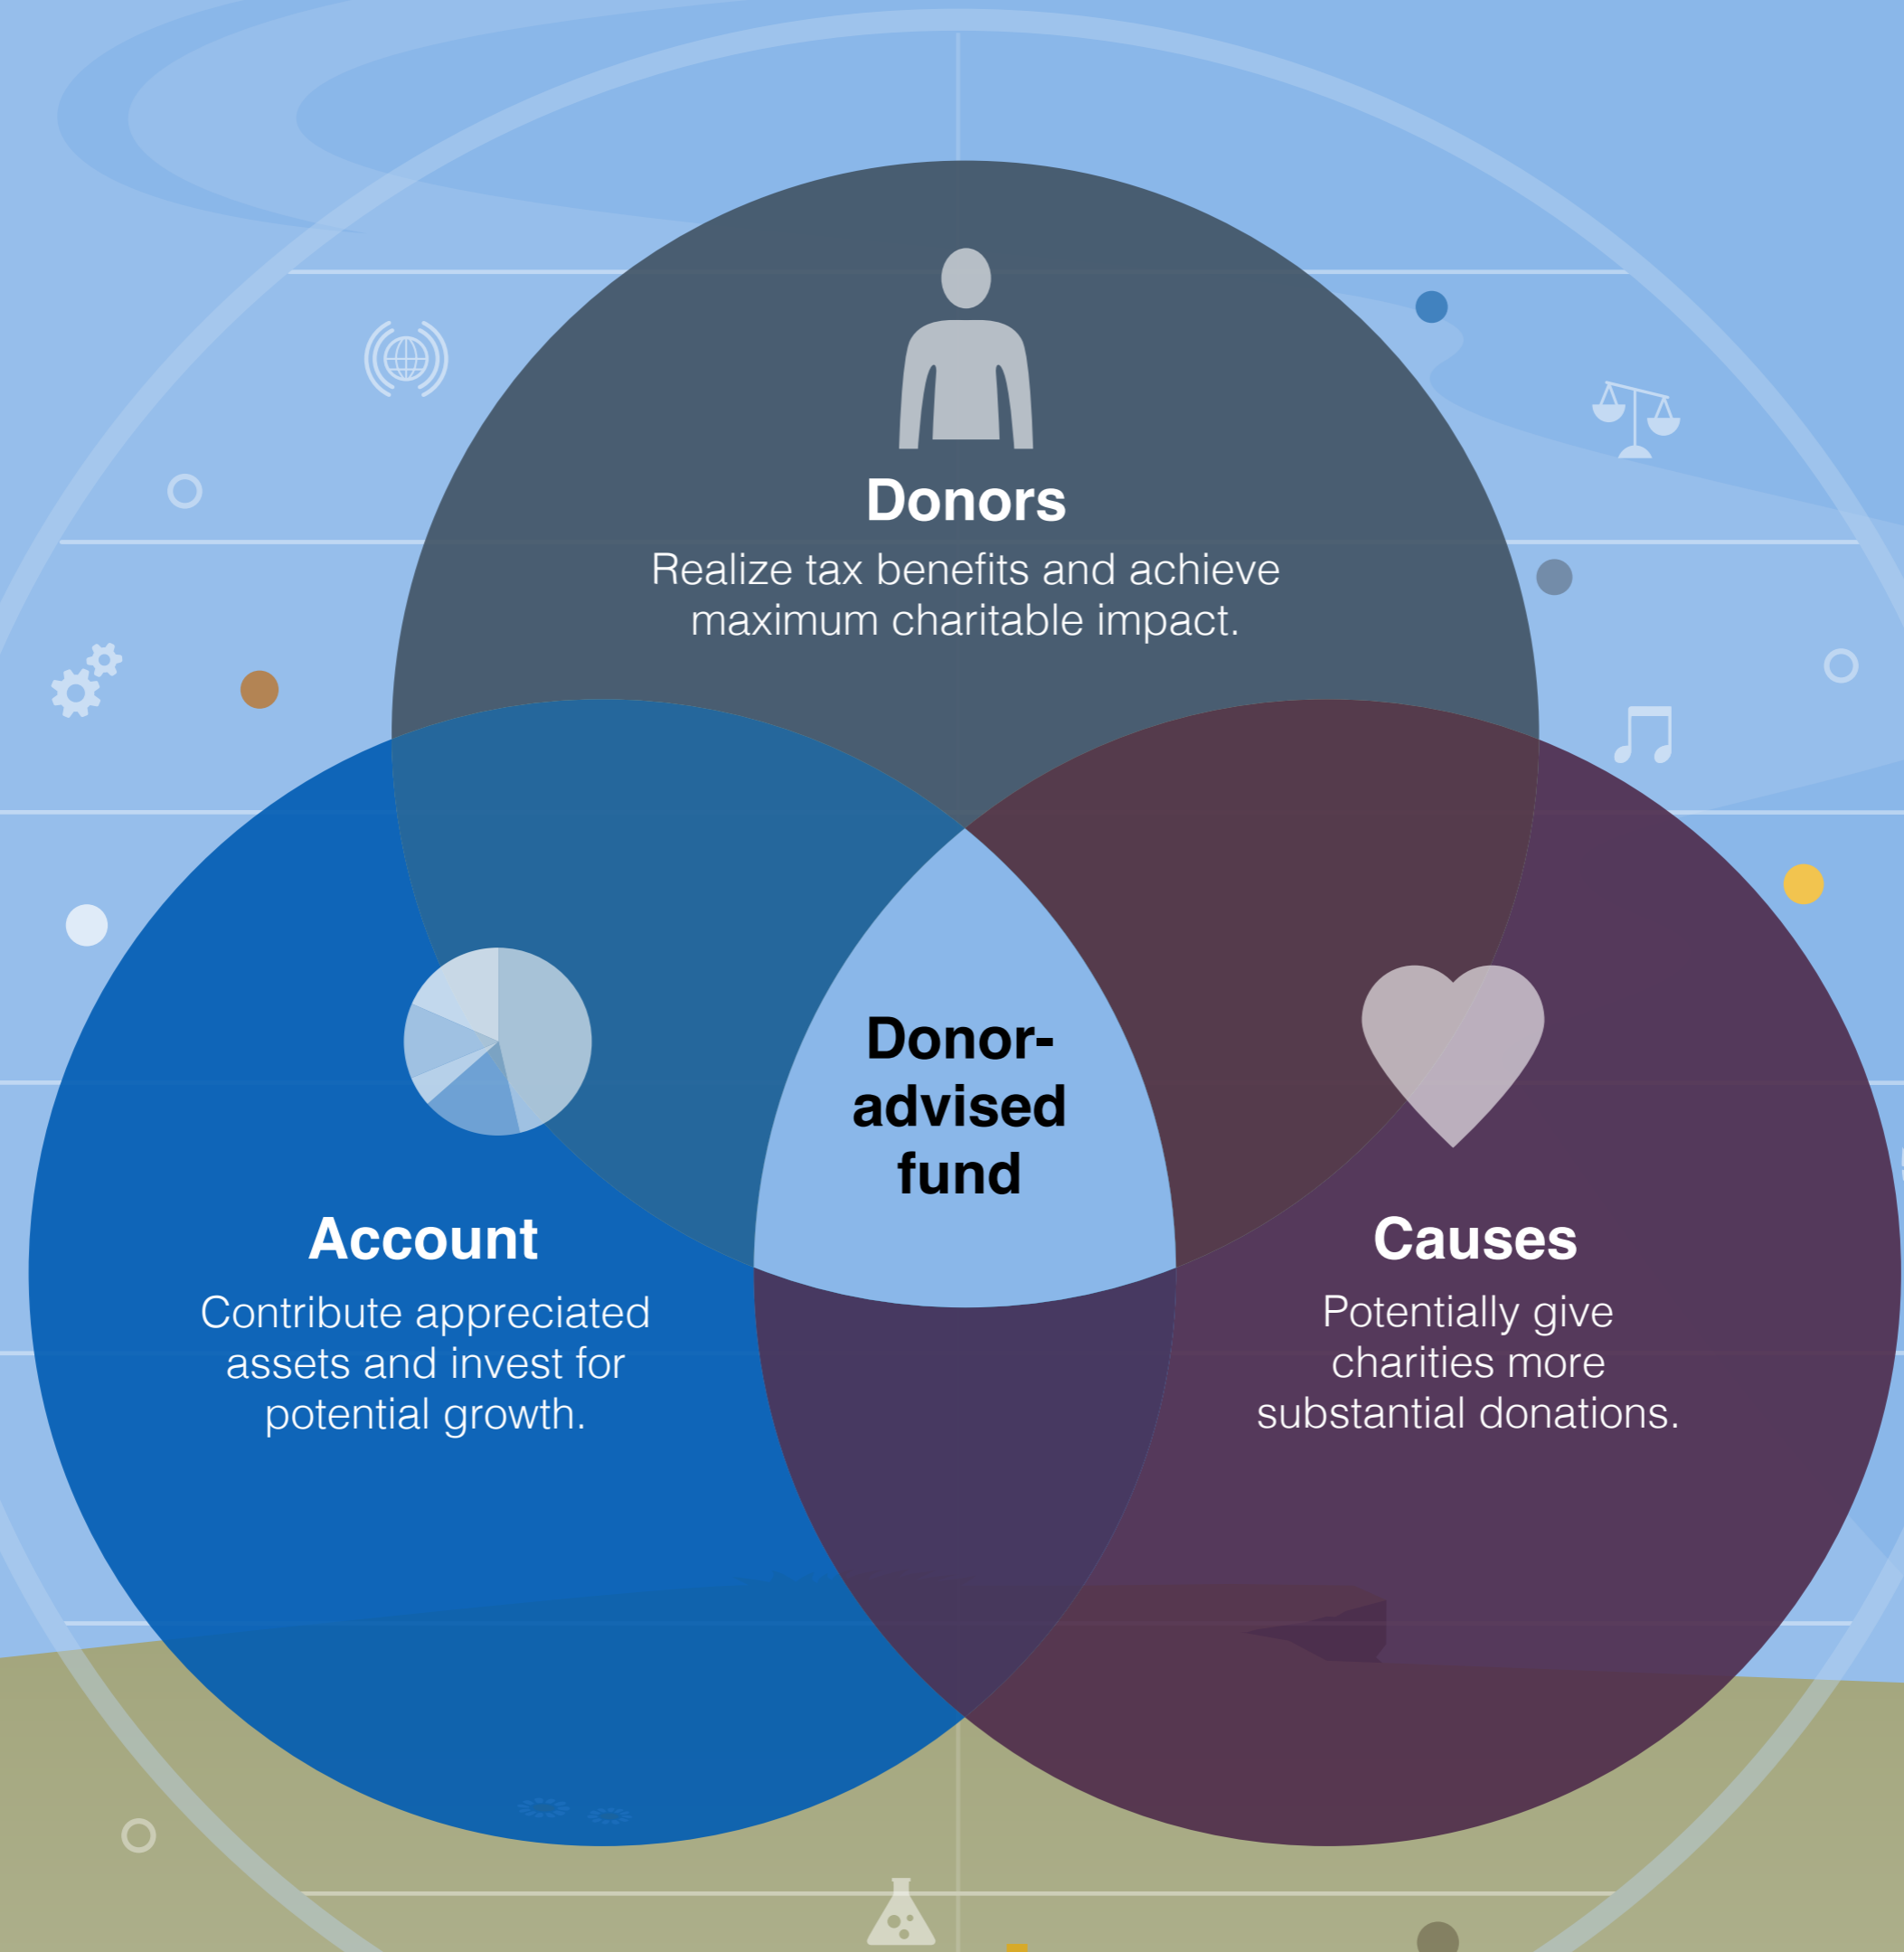 Donors
Realize tax benefits and achieve
maximum charitable impact.
Donor-
advised
fund
Account
Contribute appreciated
assets and invest for
potential growth.
Causes
Potentially give
charities more
substantial donations.